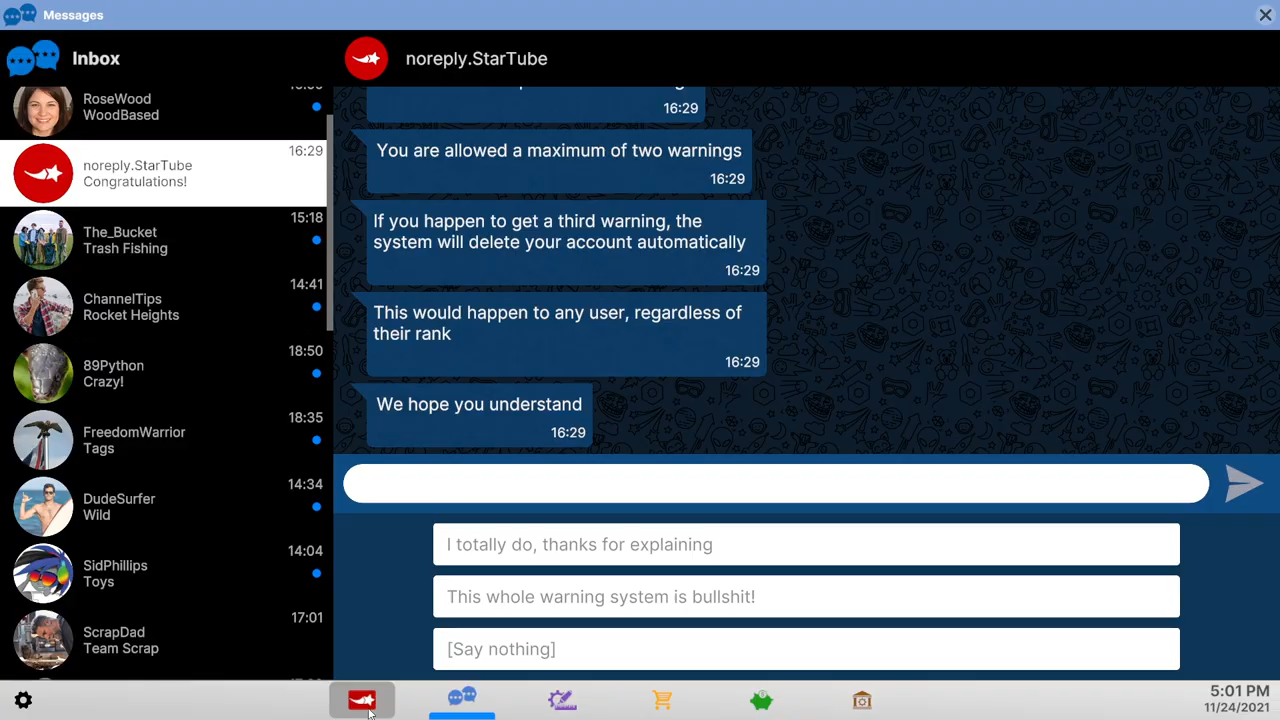 Messages
Inbox
noreply.StarTube
RoseWood
WoodBased
16:29
noreply.StarTube
Congratulations!
15:18
The_Bucket
Trash Fishing
14:41
ChannelTips
Rocket Heights
18:50
89Python
Crazy!
18:35
FreedomWarrior
Tags
14:34
DudeSurfer
Wild
14:04
SidPhillips
Toys
17:01
ScrapDad
Team Scrap
16:29
You are allowed a maximum of two warnings
16:29
If you happen to get a third warning, the
system will delete your account automatically
16:29
This would happen to any user, regardless of
their rank
16:29
We hope you understand
16:29
I totally do, thanks for explaining
This whole warning system is bullshit!
[Say nothing]
5:01 PM
11/24/2021